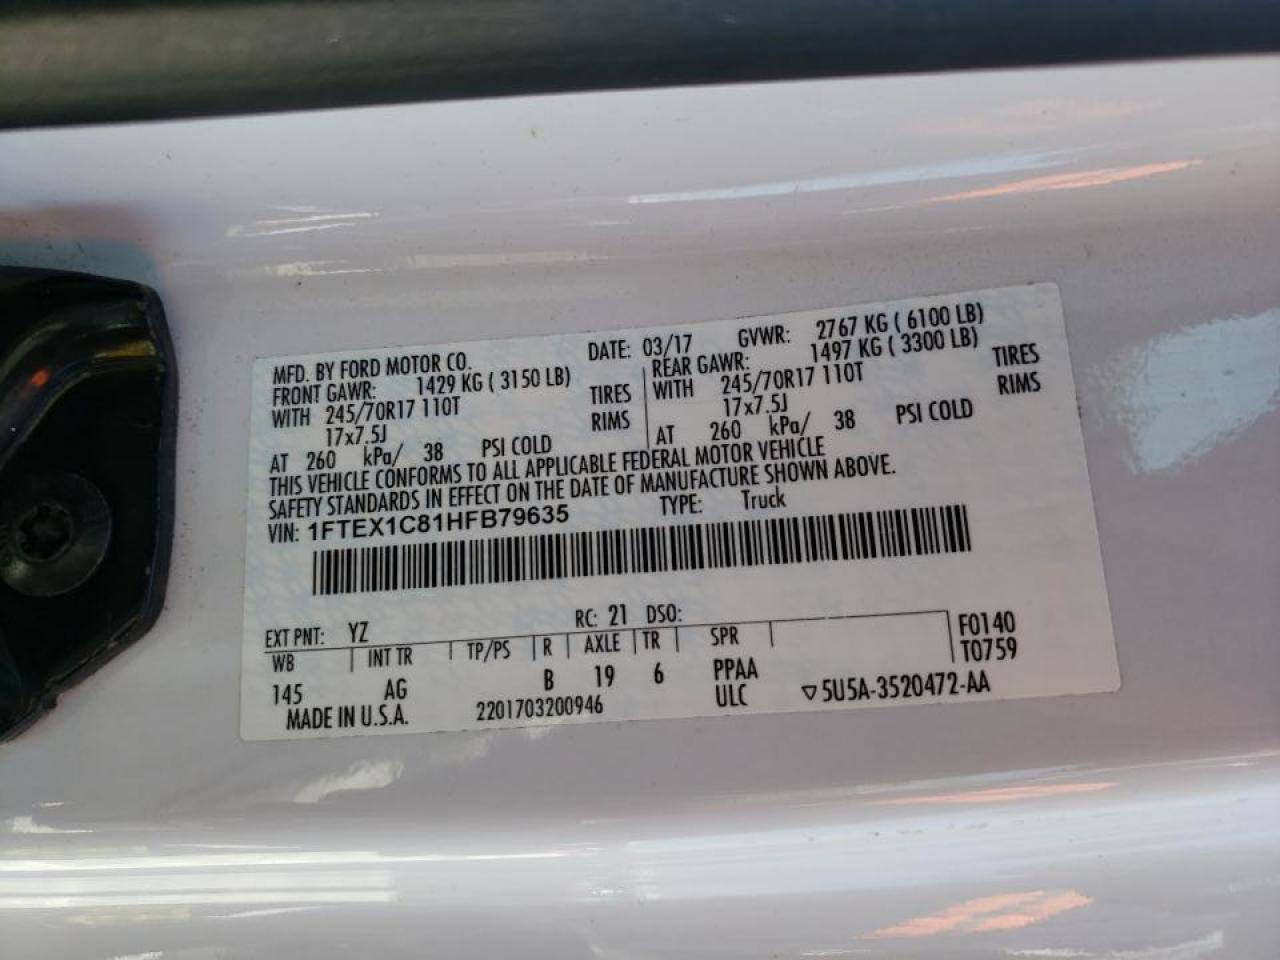 MFD. BY FORD MOTOR CO. DATE: 03/17 GVWR: 2767 KG ( 6100 LB)
FRONT GAWR: 1429 KG ( 3150 LB) REAR GAWR: 1497 KG ( 3300 LB)
WITH 245/70R17 110T TIRES WITH 245/70R17 110T TIRES
17x7.5J RIMS 17x7.5J RIMS
AT 260 kPa/ 38 PSI COLD AT 260 kPa/ 38 PSI COLD
THIS VEHICLE CONFORMS TO ALL APPLICABLE FEDERAL MOTOR VEHICLE
SAFETY STANDARDS IN EFFECT ON THE DATE OF MANUFACTURE SHOWN ABOVE.
VIN: 1FTEX1C81HFB79635 TYPE: Truck
EXT PNT: YZ RC: 21 DSO:
WB INT TR TP/PS R AXLE TR SPR F0140
T0759
145 AG B 19 6 PPAA
MADE IN U.S.A. 2201703200946 ULC ▽5U5A-3520472-AA